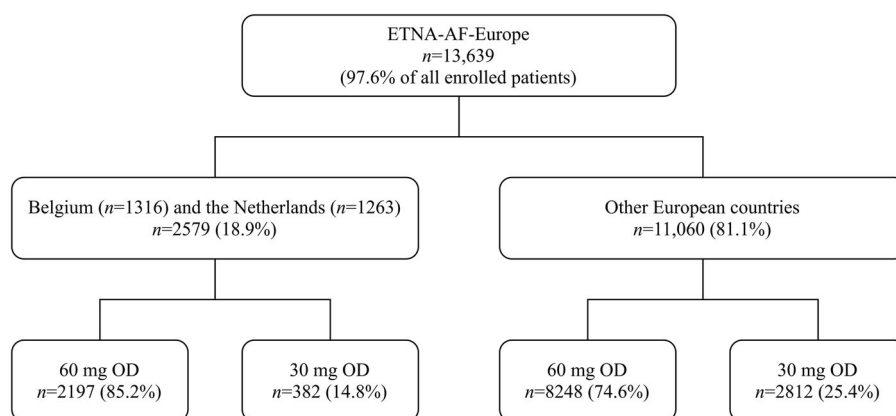 ETNA-AF-Europe
n=13,639
(97.6% of all enrolled patients)
Belgium (n=1316) and the Netherlands (n=1263)
n=2579 (18.9%)
Other European countries
n=11,060 (81.1%)
60 mg OD
n=2197 (85.2%)
30 mg OD
n=382 (14.8%)
60 mg OD
n=8248 (74.6%)
30 mg OD
n=2812 (25.4%)